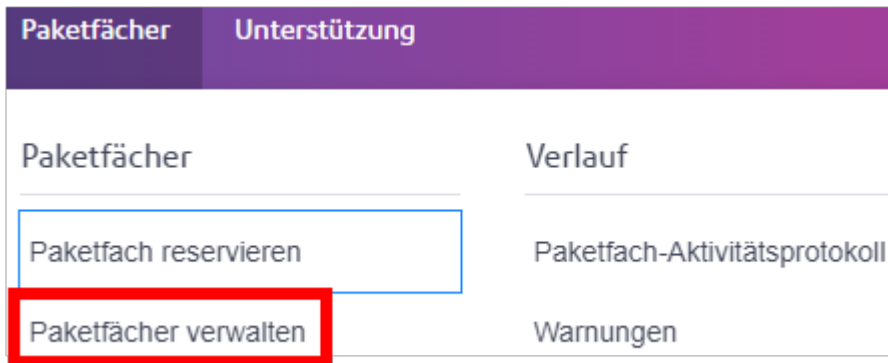 Paketfächer Unterstützung
Paketfächer Verlauf
Paketfach reservieren Paketfach-Aktivitätsprotokoll
Paketfächer verwalten Warnungen